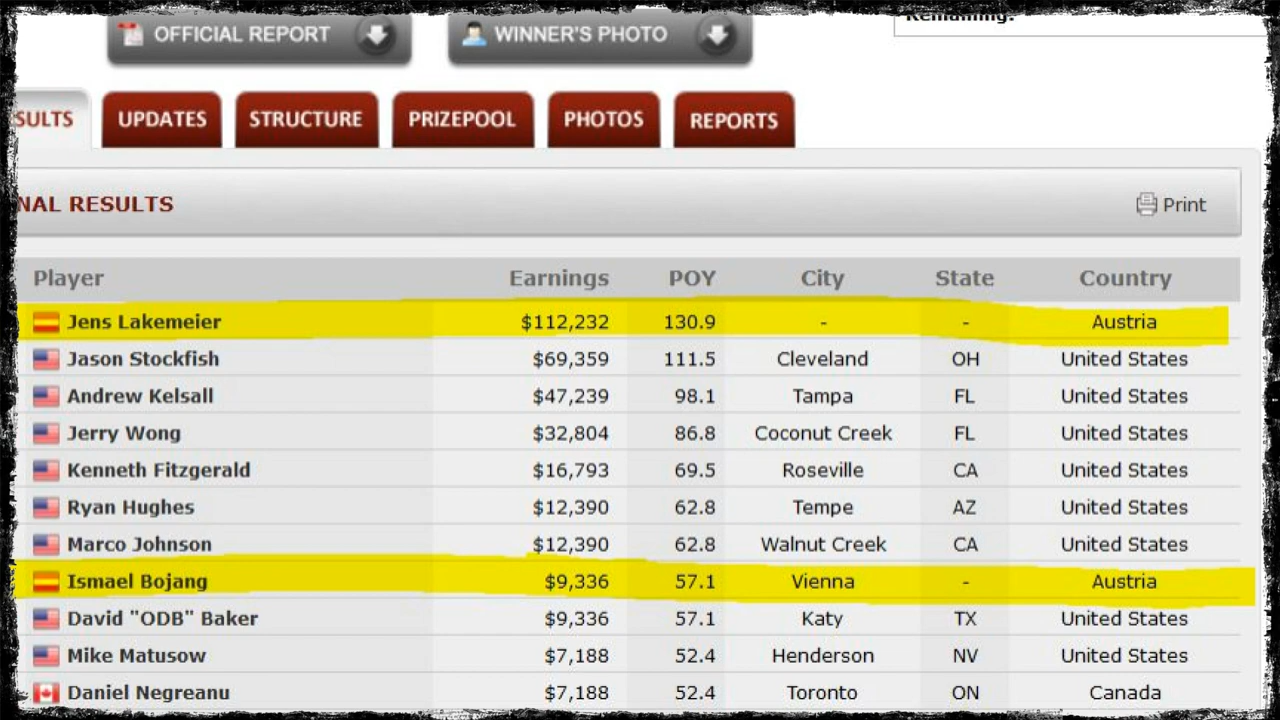 Remaining:
OFFICIAL REPORT WINNER'S PHOTO
SULTS UPDATES STRUCTURE PRIZEPOOL PHOTOS REPORTS
NAL RESULTS Print
Player Earnings POY City State Country
Jens Lakemeier $112,232 130.9 - - Austria
Jason Stockfish $69,359 111.5 Cleveland OH United States
Andrew Kelsall $47,239 98.1 Tampa FL United States
Jerry Wong $32,804 86.8 Coconut Creek FL United States
Kenneth Fitzgerald $16,793 69.5 Roseville CA United States
Ryan Hughes $12,390 62.8 Tempe AZ United States
Marco Johnson $12,390 62.8 Walnut Creek CA United States
Ismael Bojang $9,336 57.1 Vienna - Austria
David "ODB" Baker $9,336 57.1 Katy TX United States
Mike Matusow $7,188 52.4 Henderson NV United States
Daniel Negreanu $7,188 52.4 Toronto ON Canada